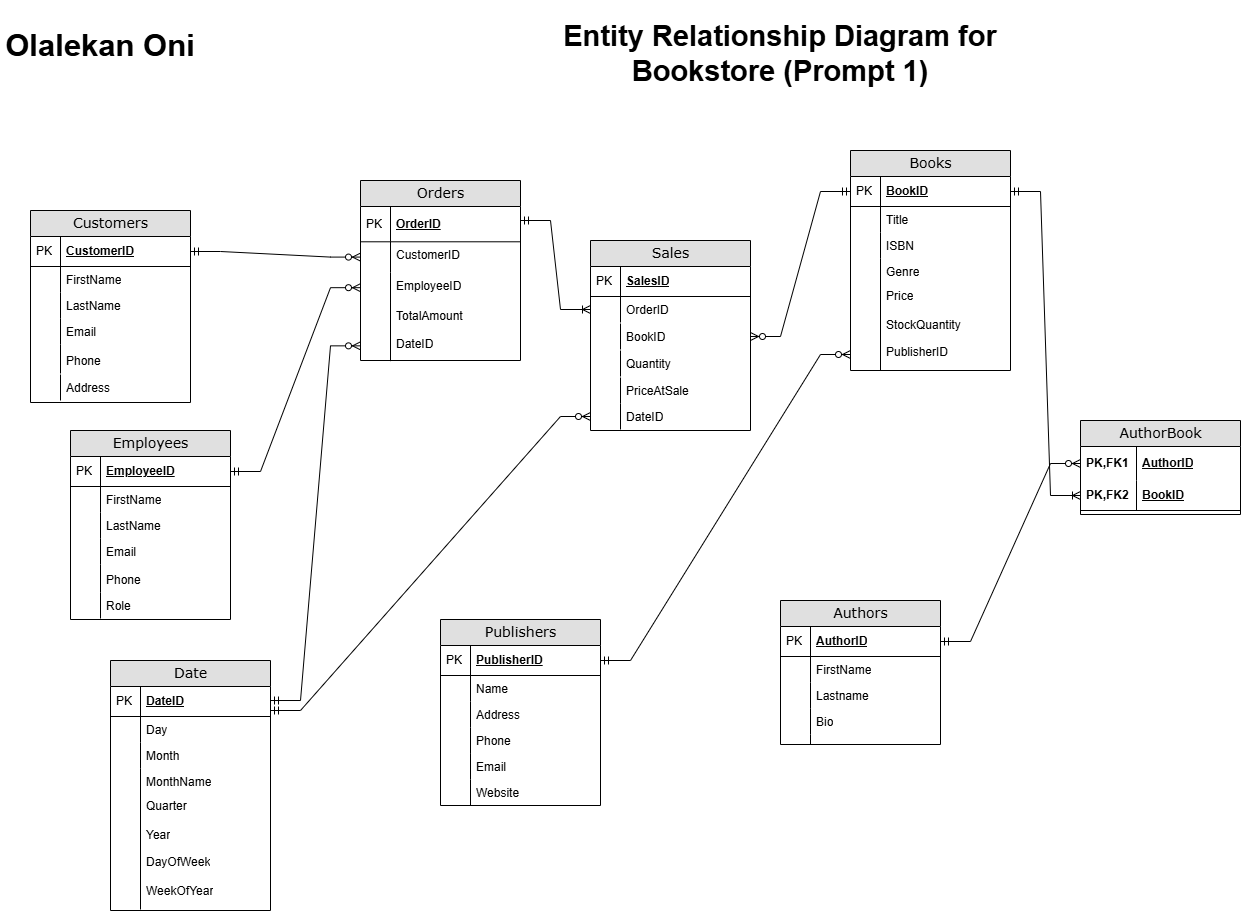 Olalekan Oni
Entity Relationship Diagram for
Bookstore (Prompt 1)
Customers
PK CustomerID
FirstName
LastName
Email
Phone
Address
Orders
PK OrderID
CustomerID
EmployeeID
TotalAmount
DateID
Sales
PK SalesID
OrderID
BookID
Quantity
PriceAtSale
DateID
Books
PK BookID
Title
ISBN
Genre
Price
StockQuantity
PublisherID
AuthorBook
PK,FK1 AuthorID
PK,FK2 BookID
Employees
PK EmployeeID
FirstName
LastName
Email
Phone
Role
Date
PK DateID
Day
Month
MonthName
Quarter
Year
DayOfWeek
WeekOfYear
Publishers
PK PublisherID
Name
Address
Phone
Email
Website
Authors
PK AuthorID
FirstName
Lastname
Bio